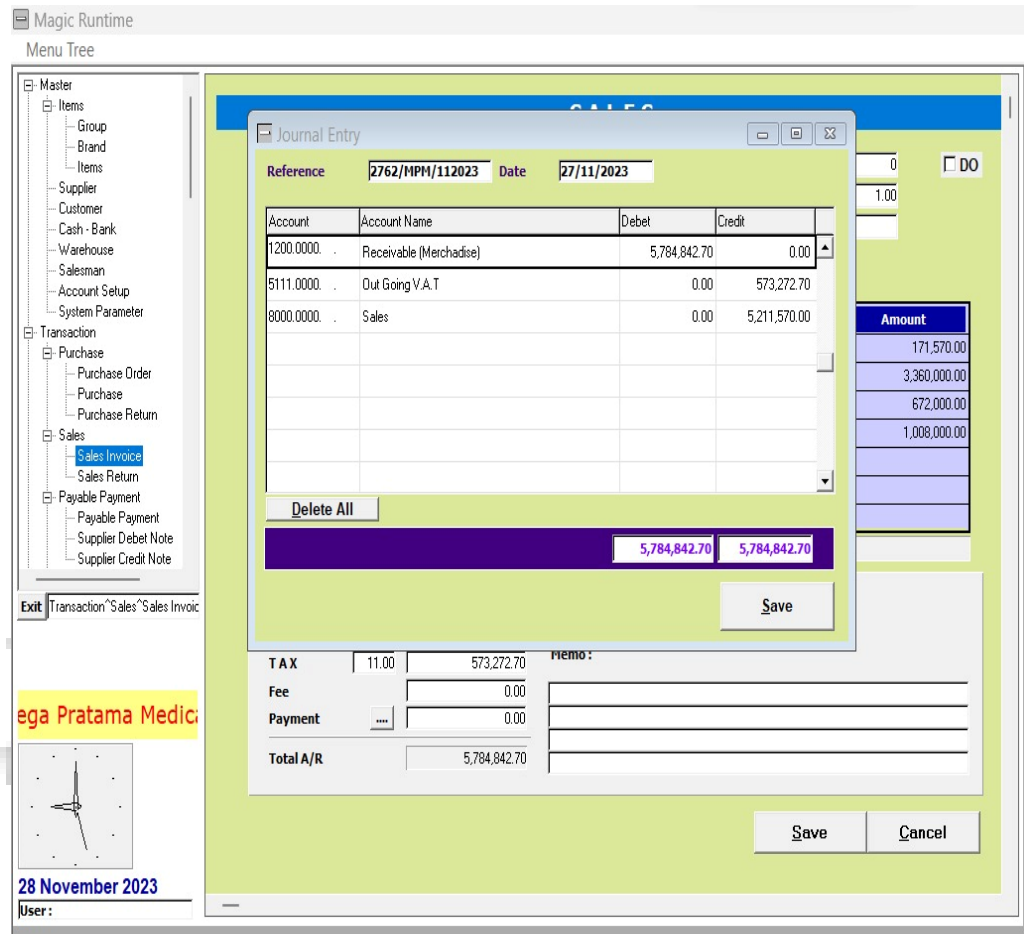 Magic Runtime
Menu Tree
Master
Items
Group
Brand
Items
Supplier
Customer
Cash - Bank
Warehouse
Salesman
Account Setup
System Parameter
Transaction
Purchase
Purchase Order
Purchase
Purchase Return
Sales
Sales Invoice
Sales Return
Payable Payment
Payable Payment
Supplier Debet Note
Supplier Credit Note
Exit Transaction^Sales^Sales Invoic
ega Pratama Medica
28 November 2023
User :
SALES
0 DO
1.00
Journal Entry
Reference 2762/MPM/112023 Date 27/11/2023
Account Account Name Debet Credit
1200.0000. . Receivable (Merchadise) 5,784,842.70 0.00
5111.0000. . Out Going V.A.T 0.00 573,272.70
8000.0000. . Sales 0.00 5,211,570.00
Delete All
5,784,842.70 5,784,842.70
Save
Amount
171,570.00
3,360,000.00
672,000.00
1,008,000.00
TAX 11.00 573,272.70 Memo :
Fee 0.00
Payment .... 0.00
Total A/R 5,784,842.70
Save Cancel